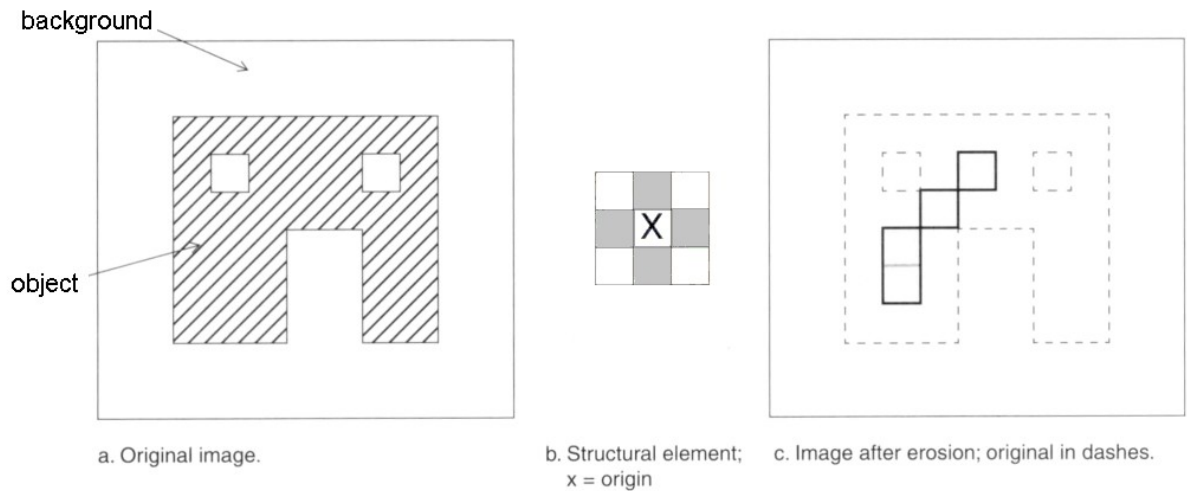 background
object
X
a. Original image.
b. Structural element;
x = origin
c. Image after erosion; original in dashes.